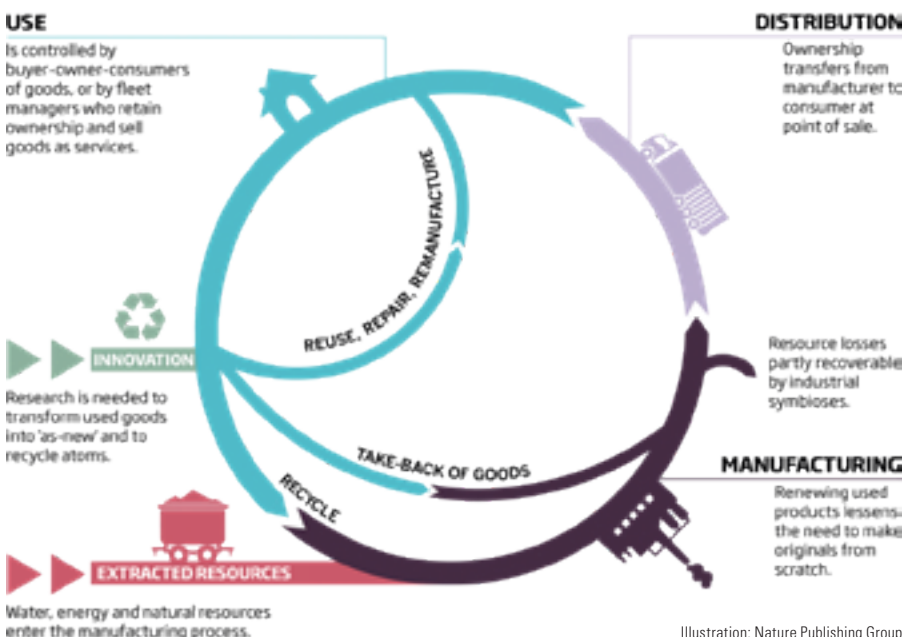 USE
Is controlled by
buyer-owner-consumers
of goods, or by fleet
managers who retain
ownership and sell
goods as services.
DISTRIBUTION
Ownership
transfers from
manufacturer to
consumer at
point of sale.
REUSE, REPAIR, REMANUFACTURE
INNOVATION
Research is needed to
transform used goods
into 'as-new' and to
recycle atoms.
Resource losses
partly recoverable
by industrial
symbioses.
TAKE-BACK OF GOODS
RECYCLE
MANUFACTURING
Renewing used
products lessens
the need to make
originals from
scratch.
EXTRACTED RESOURCES
Water, energy and natural resources
enter the manufacturing process.
Illustration: Nature Publishing Group